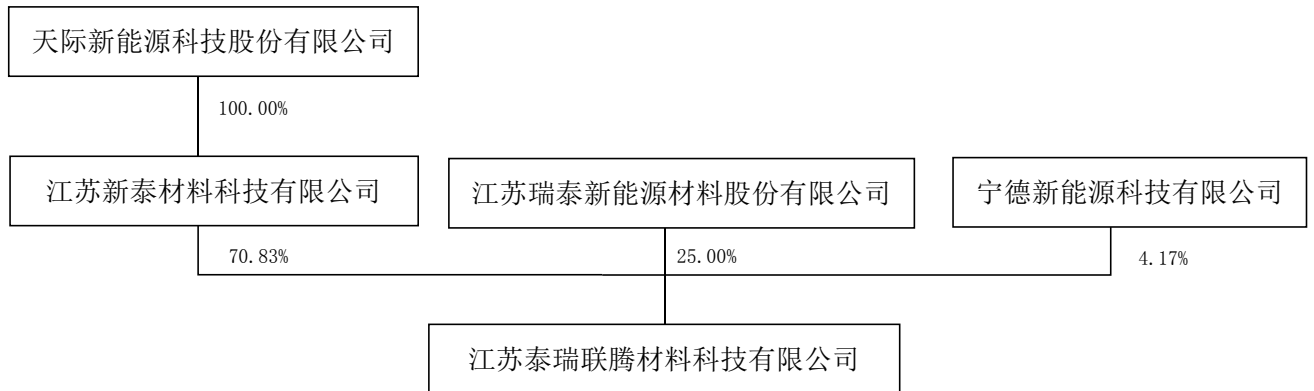 天际新能源科技股份有限公司
100.00%
江苏新泰材料科技有限公司
江苏瑞泰新能源材料股份有限公司
宁德新能源科技有限公司
70.83%
25.00%
4.17%
江苏泰瑞联腾材料科技有限公司